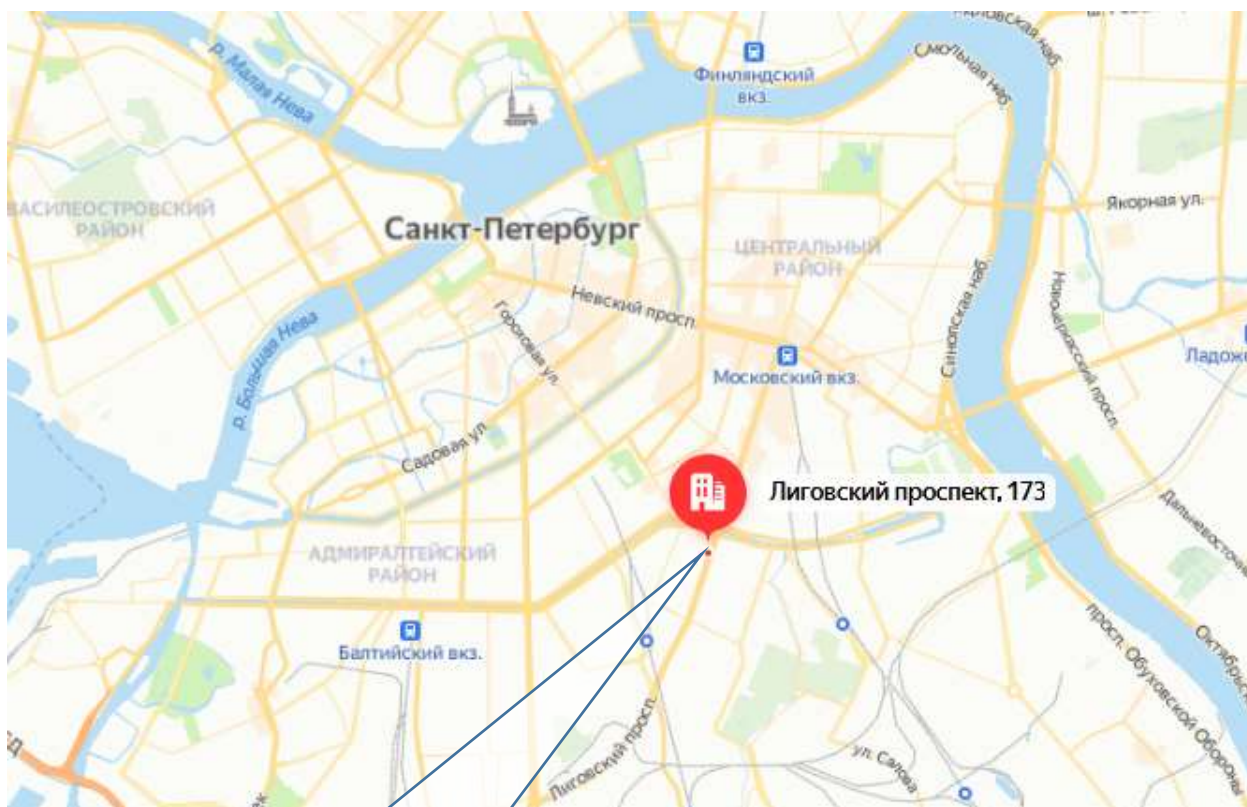 Смольная наб.
р. Малая Нева
Финляндский
вкз.
ВАСИЛЕОСТРОВСКИЙ
РАЙОН
Якорная ул.
Санкт-Петербург
ЦЕНТРАЛЬНЫЙ
РАЙОН
Невский просп.
Гороховая ул.
Синопская наб.
Новочеркасский просп.
р. Большая Нева
Московский вкз.
Ладож
Садовая ул.
Лиговский проспект, 173
Дальневосточн
АДМИРАЛТЕЙСКИЙ
РАЙОН
Балтийский вкз.
просп. Обуховской Обороны
Октябрьс
Лиговский просп.
ул. Салова